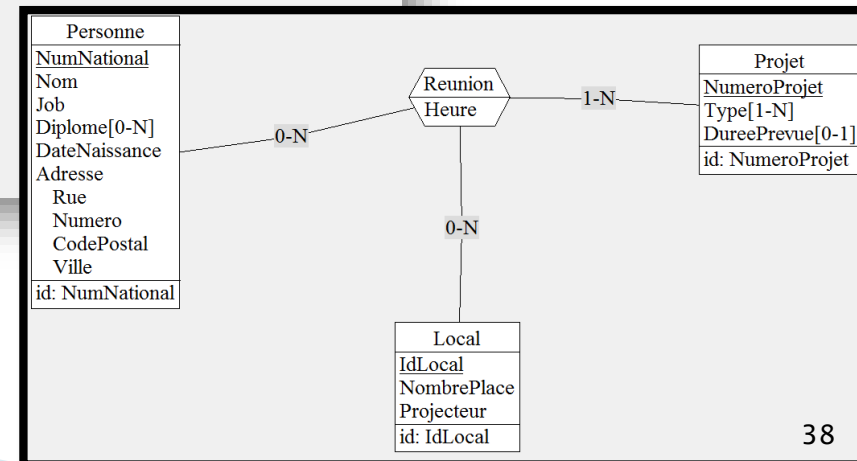 Personne
NumNational
Nom
Job
Diplome[0-N]
DateNaissance
Adresse
Rue
Numero
CodePostal
Ville
id: NumNational
0-N
Reunion
Heure
1-N
Projet
NumeroProjet
Type[1-N]
DureePrevue[0-1]
id: NumeroProjet
0-N
Local
IdLocal
NombrePlace
Projecteur
id: IdLocal
38